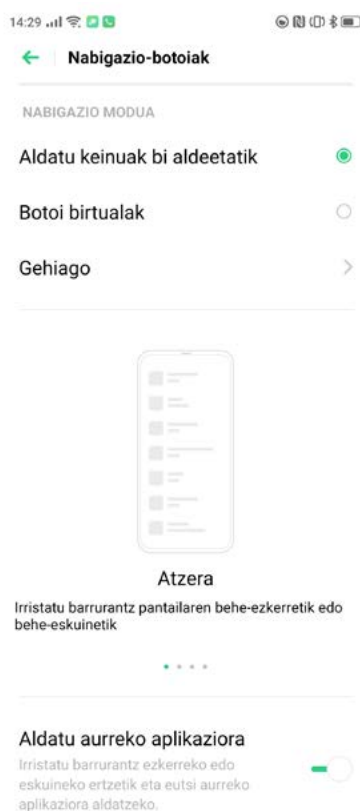 14:29
Nabigazio-botoiak
NABIGAZIO MODUA
Aldatu keinuak bi aldeetatik
Botoi birtualak
Gehiago
Atzera
Irristatu barrurantz pantailaren behe-ezkerretik edo
behe-eskuinetik
Aldatu aurreko aplikaziora
Irristatu barrurantz ezkerreko edo
eskuineko ertzetik eta eutsi aurreko
aplikaziora aldatzeko.